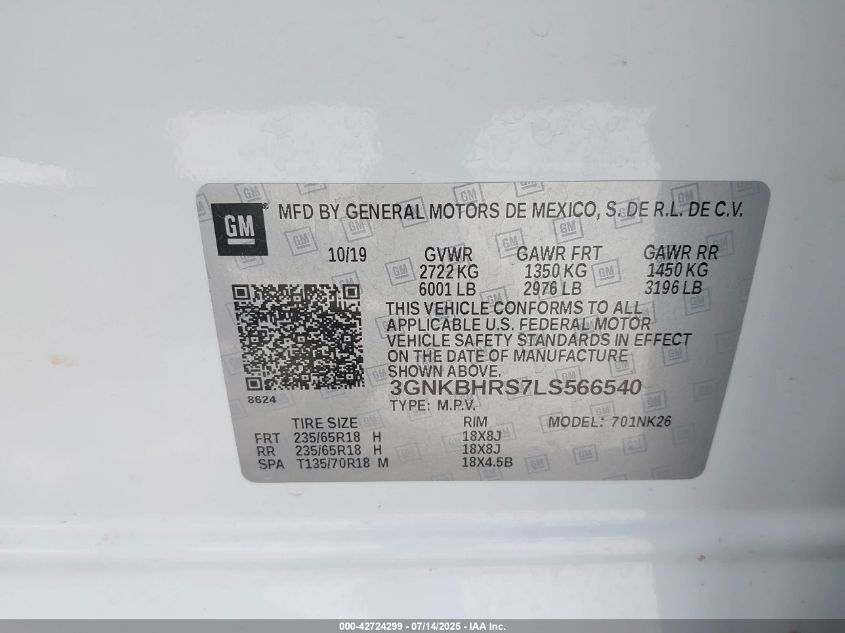 GM
MFD BY GENERAL MOTORS DE MEXICO, S. DE R.L. DE C.V.
10/19 GVWR GAWR FRT GAWR RR
2722 KG 1350 KG 1450 KG
6001 LB 2976 LB 3196 LB
THIS VEHICLE CONFORMS TO ALL
APPLICABLE U.S. FEDERAL MOTOR
VEHICLE SAFETY STANDARDS IN EFFECT
ON THE DATE OF MANUFACTURE
SHOWN ABOVE.
3GNKBHRS7LS566540
8624
TYPE: M.P.V.
TIRE SIZE RIM MODEL: 701NK26
FRT 235/65R18 H 18X8J
RR 235/65R18 H 18X8J
SPA T135/70R18 M 18X4.5B
000-42724299 - 07/14/2025 - IAA Inc.